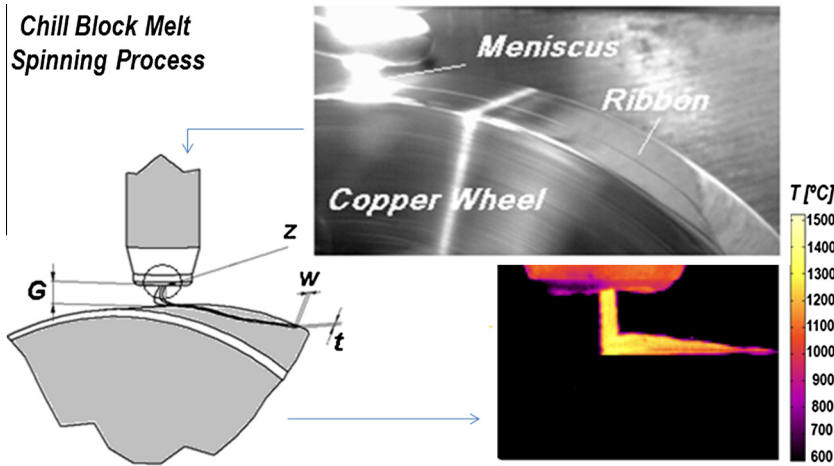 Chill Block Melt
Spinning Process
Meniscus
Ribbon
Copper Wheel
T [ºC]
1500
1400
1300
1200
1100
1000
900
800
700
600
z
G
w
t